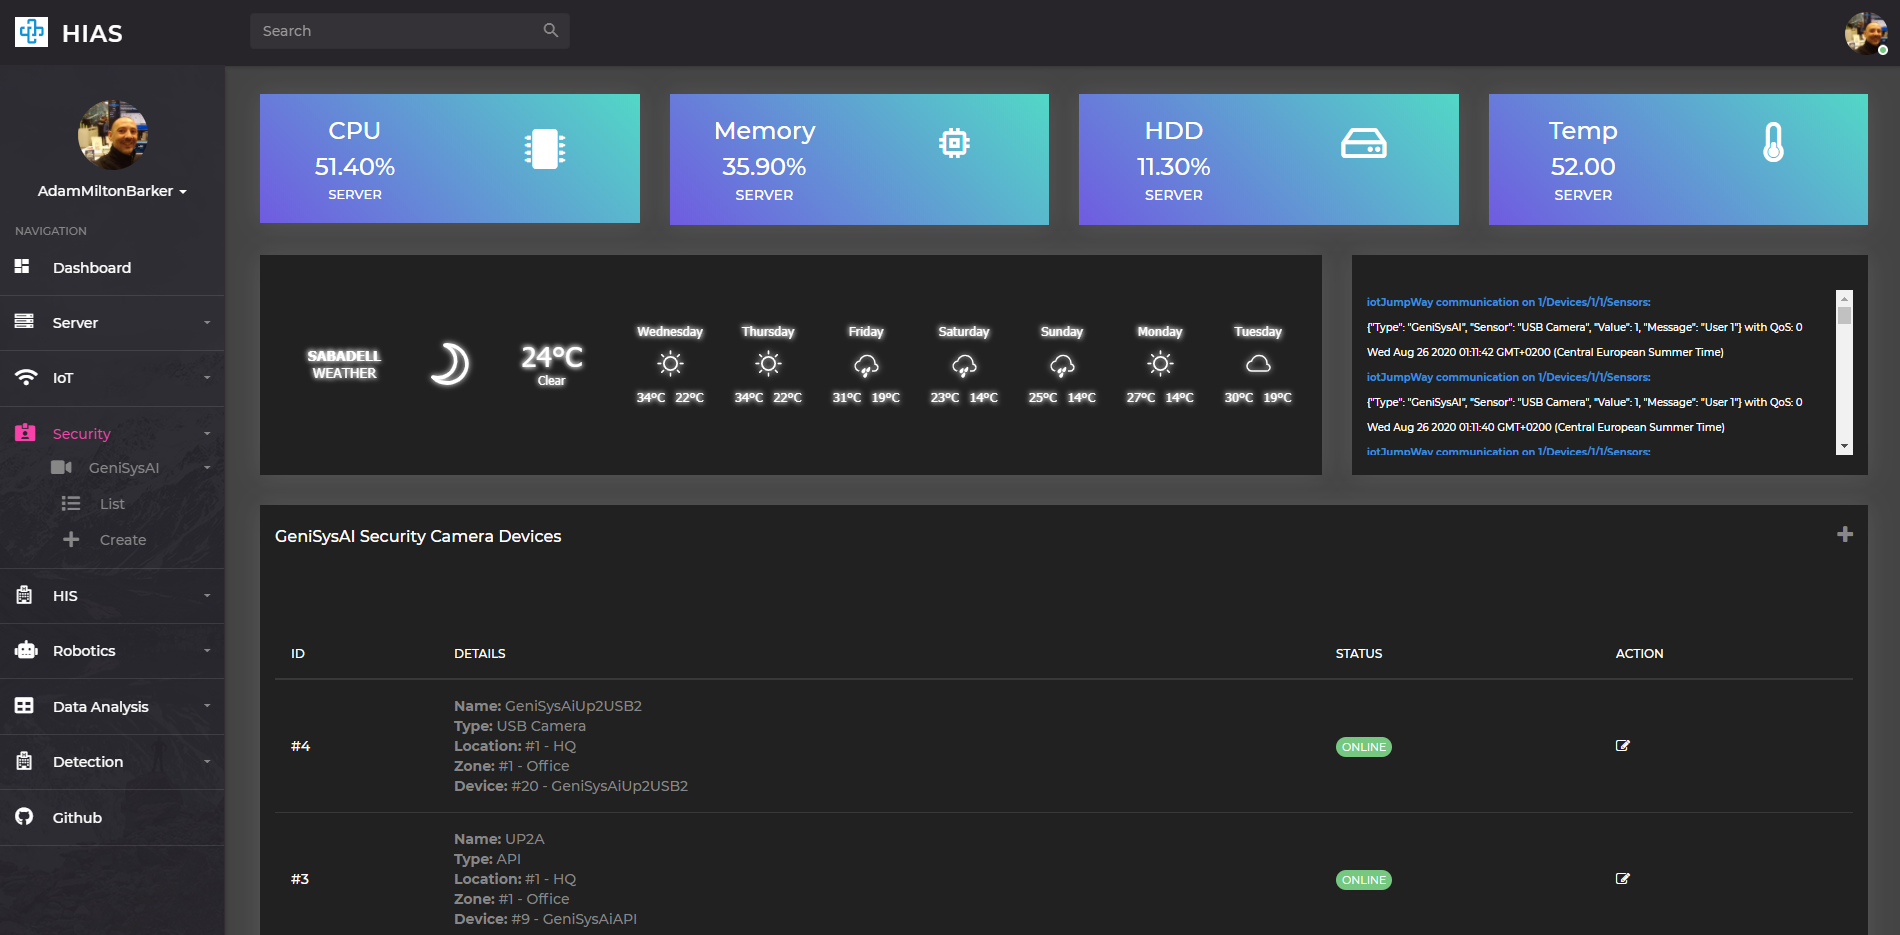 HIAS
Search
AdamMiltonBarker
NAVIGATION
Dashboard
Server
IoT
Security
GeniSysAI
List
Create
HIS
Robotics
Data Analysis
Detection
Github
CPU
51.40%
SERVER
Memory
35.90%
SERVER
HDD
11.30%
SERVER
Temp
52.00
SERVER
SABADELL
WEATHER
24°C
Clear
Wednesday
34°C 22°C
Thursday
34°C 22°C
Friday
31°C 19°C
Saturday
23°C 14°C
Sunday
25°C 14°C
Monday
27°C 14°C
Tuesday
30°C 19°C
iotJumpWay communication on 1/Devices/1/1/Sensors:
{"Type": "GeniSysAI", "Sensor": "USB Camera", "Value": 1, "Message": "User 1"} with QoS: 0
Wed Aug 26 2020 01:11:42 GMT+0200 (Central European Summer Time)
iotJumpWay communication on 1/Devices/1/1/Sensors:
{"Type": "GeniSysAI", "Sensor": "USB Camera", "Value": 1, "Message": "User 1"} with QoS: 0
Wed Aug 26 2020 01:11:40 GMT+0200 (Central European Summer Time)
iotJumpWay communication on 1/Devices/1/1/Sensors:
GeniSysAI Security Camera Devices
ID DETAILS STATUS ACTION
#4
Name: GeniSysAiUp2USB2
Type: USB Camera
Location: #1 - HQ
Zone: #1 - Office
Device: #20 - GeniSysAiUp2USB2
ONLINE
#3
Name: UP2A
Type: API
Location: #1 - HQ
Zone: #1 - Office
Device: #9 - GeniSysAiAPI
ONLINE